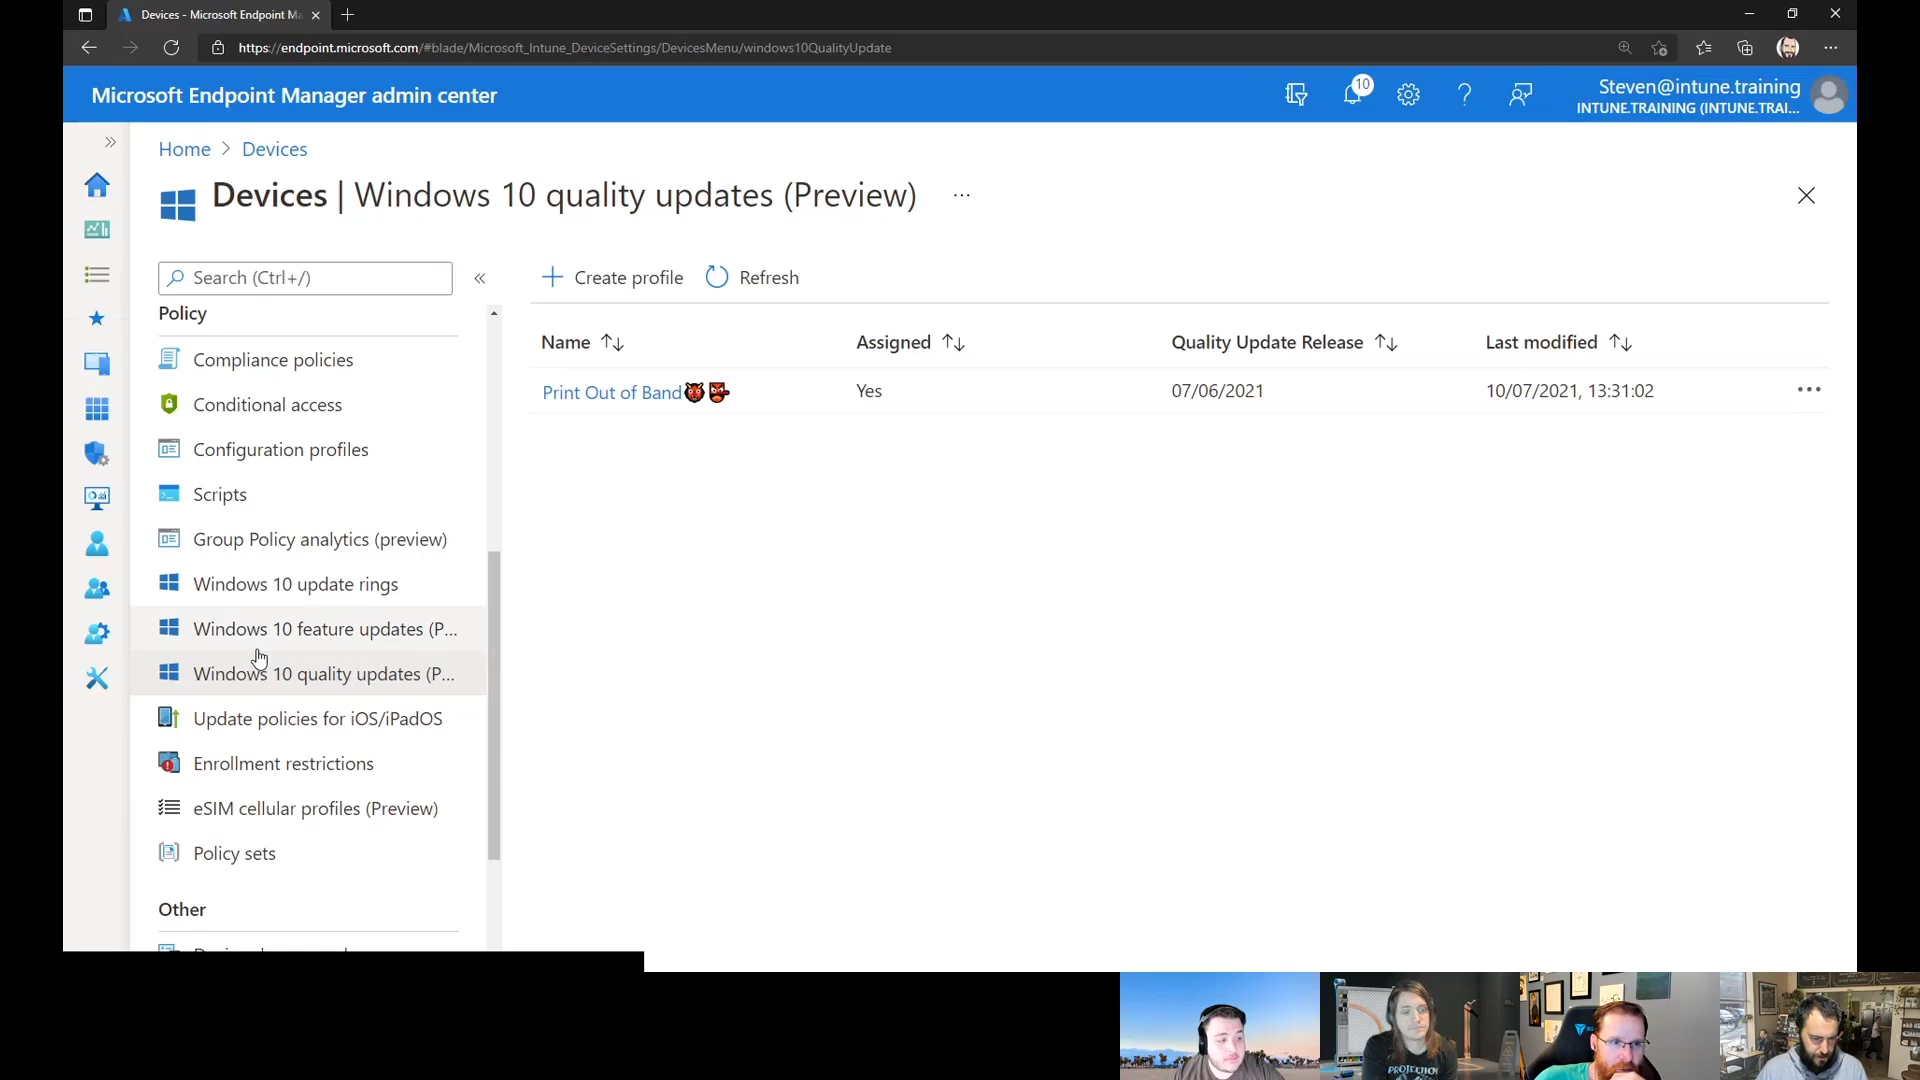 Devices - Microsoft Endpoint Ma
https://endpoint.microsoft.com/#blade/Microsoft_Intune_DeviceSettings/DevicesMenu/windows10QualityUpdate
Microsoft Endpoint Manager admin center
10
Steven@intune.training
INTUNE.TRAINING (INTUNE.TRAI...
Home > Devices
Devices | Windows 10 quality updates (Preview) ...
Search (Ctrl+/)
Create profile
Refresh
Policy
Compliance policies
Conditional access
Configuration profiles
Scripts
Group Policy analytics (preview)
Windows 10 update rings
Windows 10 feature updates (P...
Windows 10 quality updates (P...
Update policies for iOS/iPadOS
Enrollment restrictions
eSIM cellular profiles (Preview)
Policy sets
Other
Name Assigned Quality Update Release Last modified
Print Out of Band👹👺 Yes 07/06/2021 10/07/2021, 13:31:02
PROJECTION